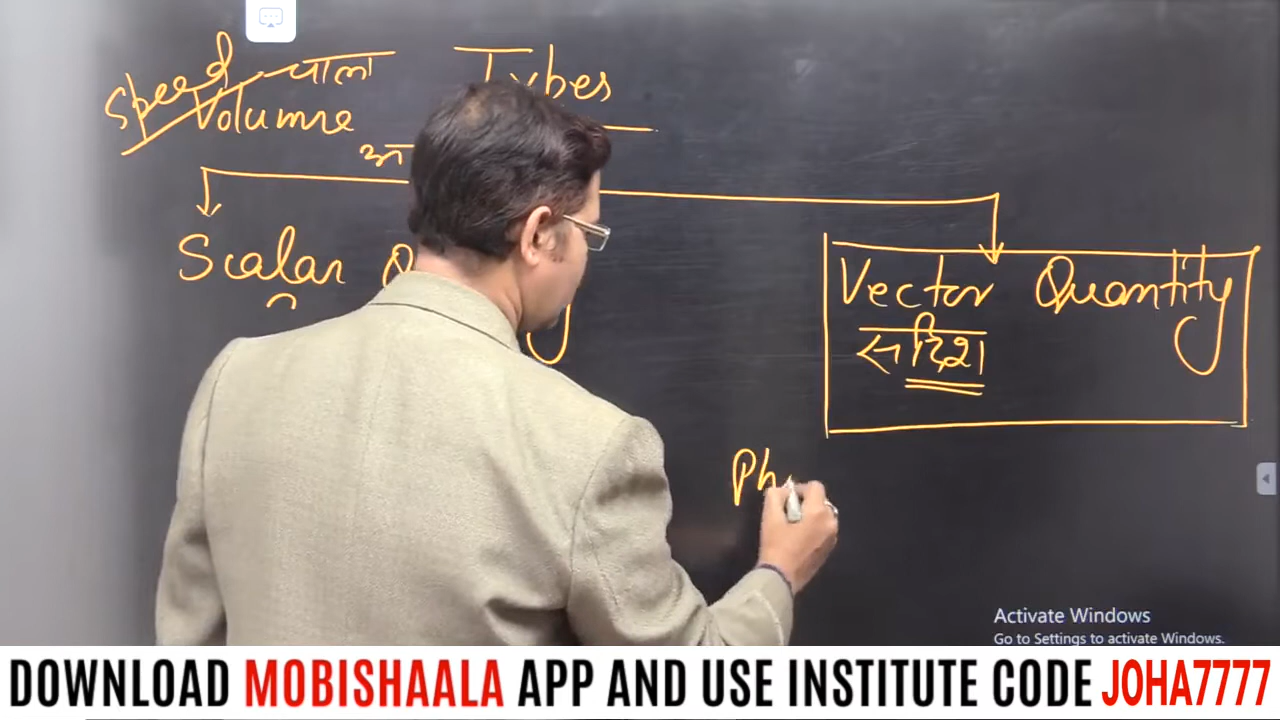 Speed चाल Types
Volumre
Scalar
Vector Quantity
सदिश
Ph
Activate Windows
Go to Settings to activate Windows.
DOWNLOAD MOBISHAALA APP AND USE INSTITUTE CODE JOHA7777